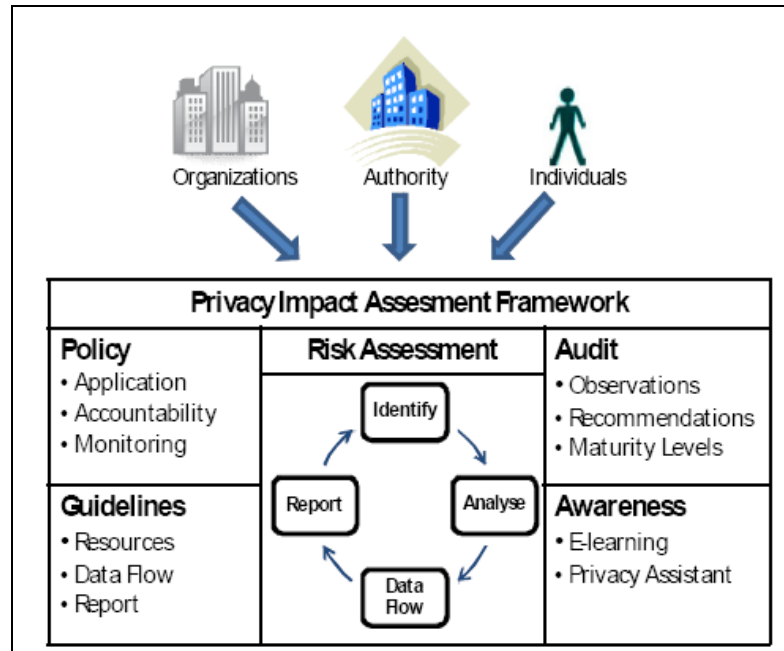 Organizations
Authority
Individuals
Privacy Impact Assesment Framework
Policy
• Application
• Accountability
• Monitoring
Guidelines
• Resources
• Data Flow
• Report
Risk Assessment
Identify
Analyse
Data
Flow
Report
Audit
• Observations
• Recommendations
• Maturity Levels
Awareness
• E-learning
• Privacy Assistant